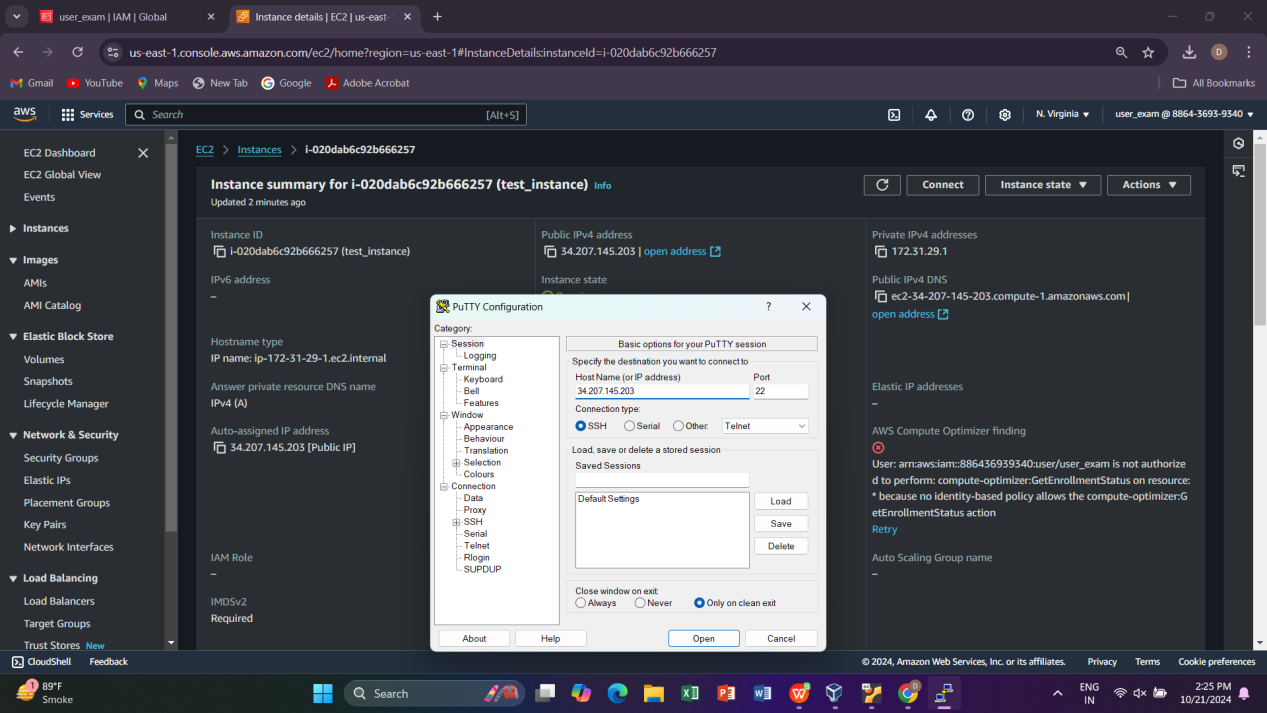 user_exam | IAM | Global
Instance details | EC2 | us-east-
us-east-1.console.aws.amazon.com/ec2/home?region=us-east-1#InstanceDetails:instanceId=i-020dab6c92b666257
D
Gmail
YouTube
Maps
New Tab
Google
Adobe Acrobat
All Bookmarks
aws
Services
Search
[Alt+S]
N. Virginia
user_exam @ 8864-3693-9340
EC2 Dashboard
EC2 Global View
Events
Instances
Images
AMIs
AMI Catalog
Elastic Block Store
Volumes
Snapshots
Lifecycle Manager
Network & Security
Security Groups
Elastic IPs
Placement Groups
Key Pairs
Network Interfaces
Load Balancing
Load Balancers
Target Groups
Trust Stores New
EC2 > Instances > i-020dab6c92b666257
Instance summary for i-020dab6c92b666257 (test_instance) Info
Updated 2 minutes ago
Connect
Instance state
Actions
Instance ID
i-020dab6c92b666257 (test_instance)
IPv6 address
–
Hostname type
IP name: ip-172-31-29-1.ec2.internal
Answer private resource DNS name
IPv4 (A)
Auto-assigned IP address
34.207.145.203 [Public IP]
IAM Role
–
IMDSv2
Required
Public IPv4 address
34.207.145.203 | open address
Instance state
Private IPv4 addresses
172.31.29.1
Public IPv4 DNS
ec2-34-207-145-203.compute-1.amazonaws.com |
open address
Elastic IP addresses
–
AWS Compute Optimizer finding
User: arn:aws:iam::886436939340:user/user_exam is not authorize
d to perform: compute-optimizer:GetEnrollmentStatus on resource:
* because no identity-based policy allows the compute-optimizer:G
etEnrollmentStatus action
Retry
Auto Scaling Group name
–
PuTTY Configuration
?
Category:
Session
Logging
Terminal
Keyboard
Bell
Features
Window
Appearance
Behaviour
Translation
Selection
Colours
Connection
Data
Proxy
SSH
Serial
Telnet
Rlogin
SUPDUP
Basic options for your PuTTY session
Specify the destination you want to connect to
Host Name (or IP address)
Port
34.207.145.203
22
Connection type:
SSH
Serial
Other:
Telnet
Load, save or delete a stored session
Saved Sessions
Default Settings
Load
Save
Delete
Close window on exit:
Always
Never
Only on clean exit
About
Help
Open
Cancel
CloudShell
Feedback
© 2024, Amazon Web Services, Inc. or its affiliates.
Privacy
Terms
Cookie preferences
1
89°F
Smoke
Search
ENG
IN
2:25 PM
10/21/2024